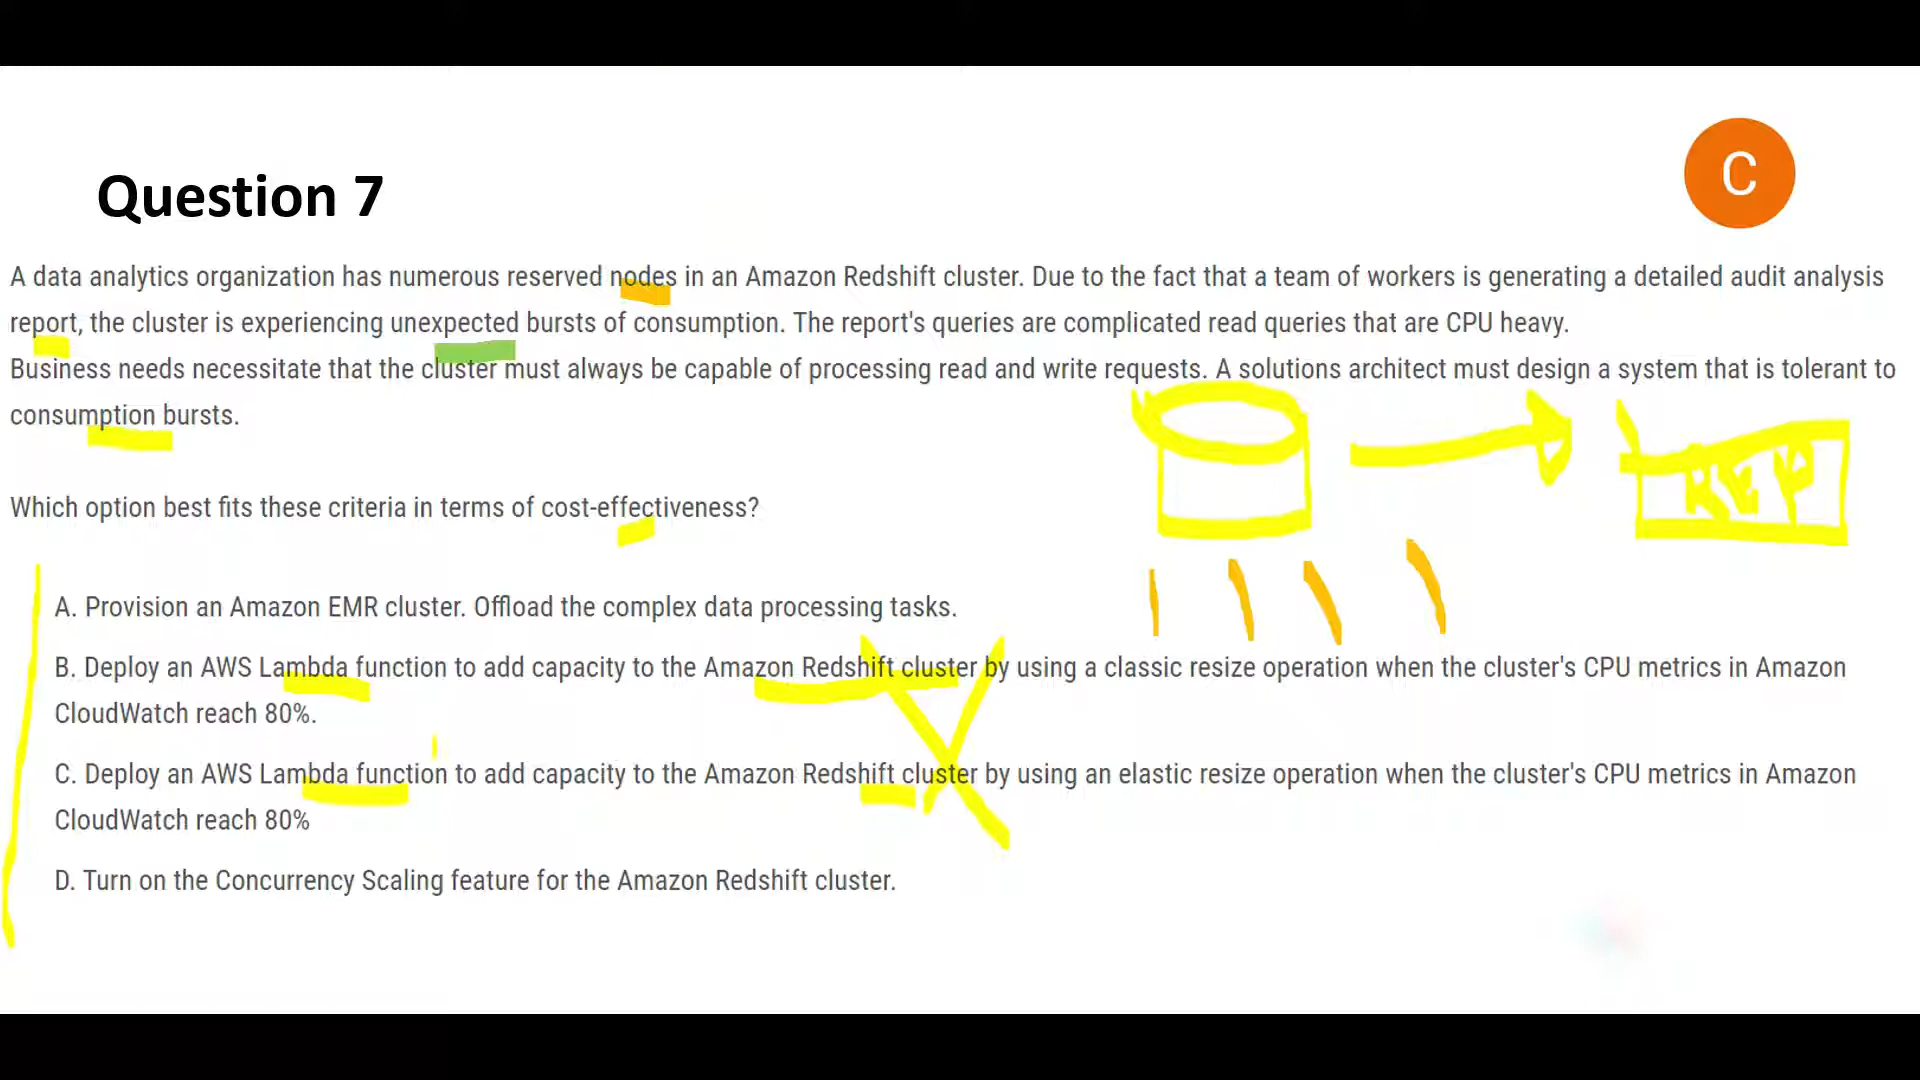 C
Question 7
A data analytics organization has numerous reserved nodes in an Amazon Redshift cluster. Due to the fact that a team of workers is generating a detailed audit analysis
report, the cluster is experiencing unexpected bursts of consumption. The report's queries are complicated read queries that are CPU heavy.
Business needs necessitate that the cluster must always be capable of processing read and write requests. A solutions architect must design a system that is tolerant to
consumption bursts.
REP
Which option best fits these criteria in terms of cost-effectiveness?
A. Provision an Amazon EMR cluster. Offload the complex data processing tasks.
B. Deploy an AWS Lambda function to add capacity to the Amazon Redshift cluster by using a classic resize operation when the cluster's CPU metrics in Amazon
CloudWatch reach 80%.
C. Deploy an AWS Lambda function to add capacity to the Amazon Redshift cluster by using an elastic resize operation when the cluster's CPU metrics in Amazon
CloudWatch reach 80%
D. Turn on the Concurrency Scaling feature for the Amazon Redshift cluster.